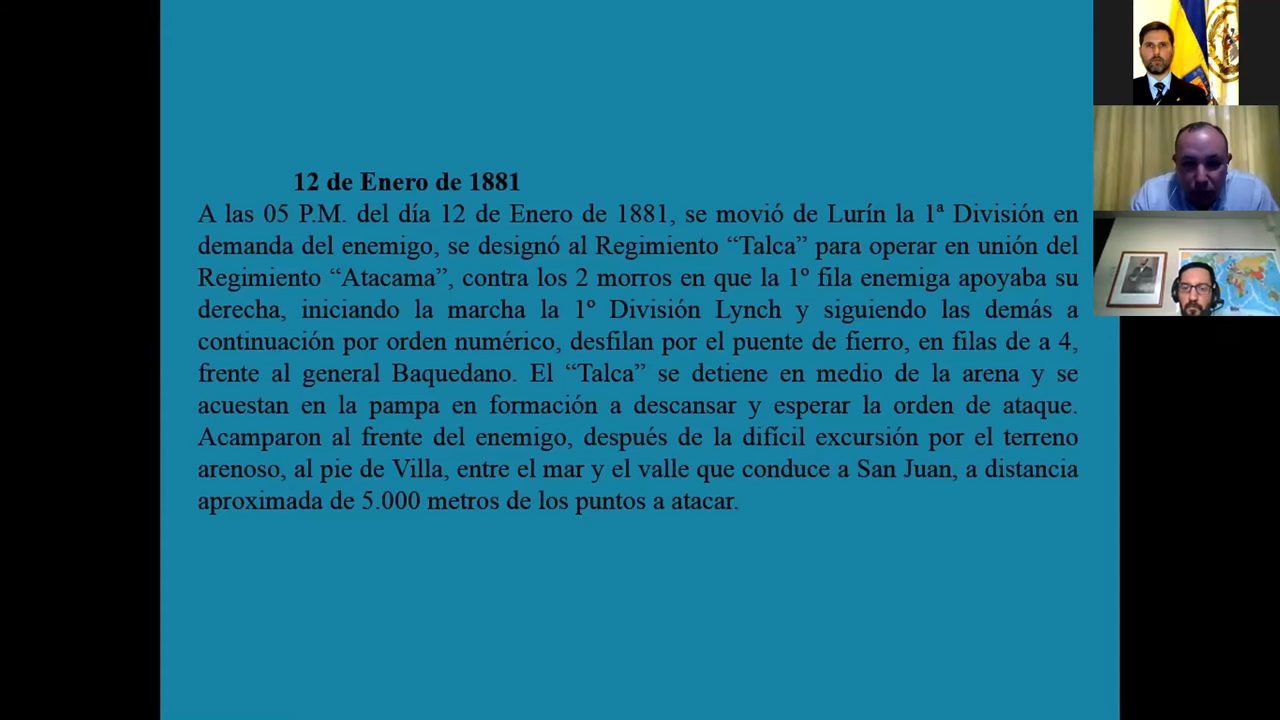 12 de Enero de 1881
A las 05 P.M. del día 12 de Enero de 1881, se movió de Lurín la 1ª División en
demanda del enemigo, se designó al Regimiento “Talca” para operar en unión del
Regimiento “Atacama”, contra los 2 morros en que la 1º fila enemiga apoyaba su
derecha, iniciando la marcha la 1º División Lynch y siguiendo las demás a
continuación por orden numérico, desfilan por el puente de fierro, en filas de a 4,
frente al general Baquedano. El “Talca” se detiene en medio de la arena y se
acuestan en la pampa en formación a descansar y esperar la orden de ataque.
Acamparon al frente del enemigo, después de la difícil excursión por el terreno
arenoso, al pie de Villa, entre el mar y el valle que conduce a San Juan, a distancia
aproximada de 5.000 metros de los puntos a atacar.